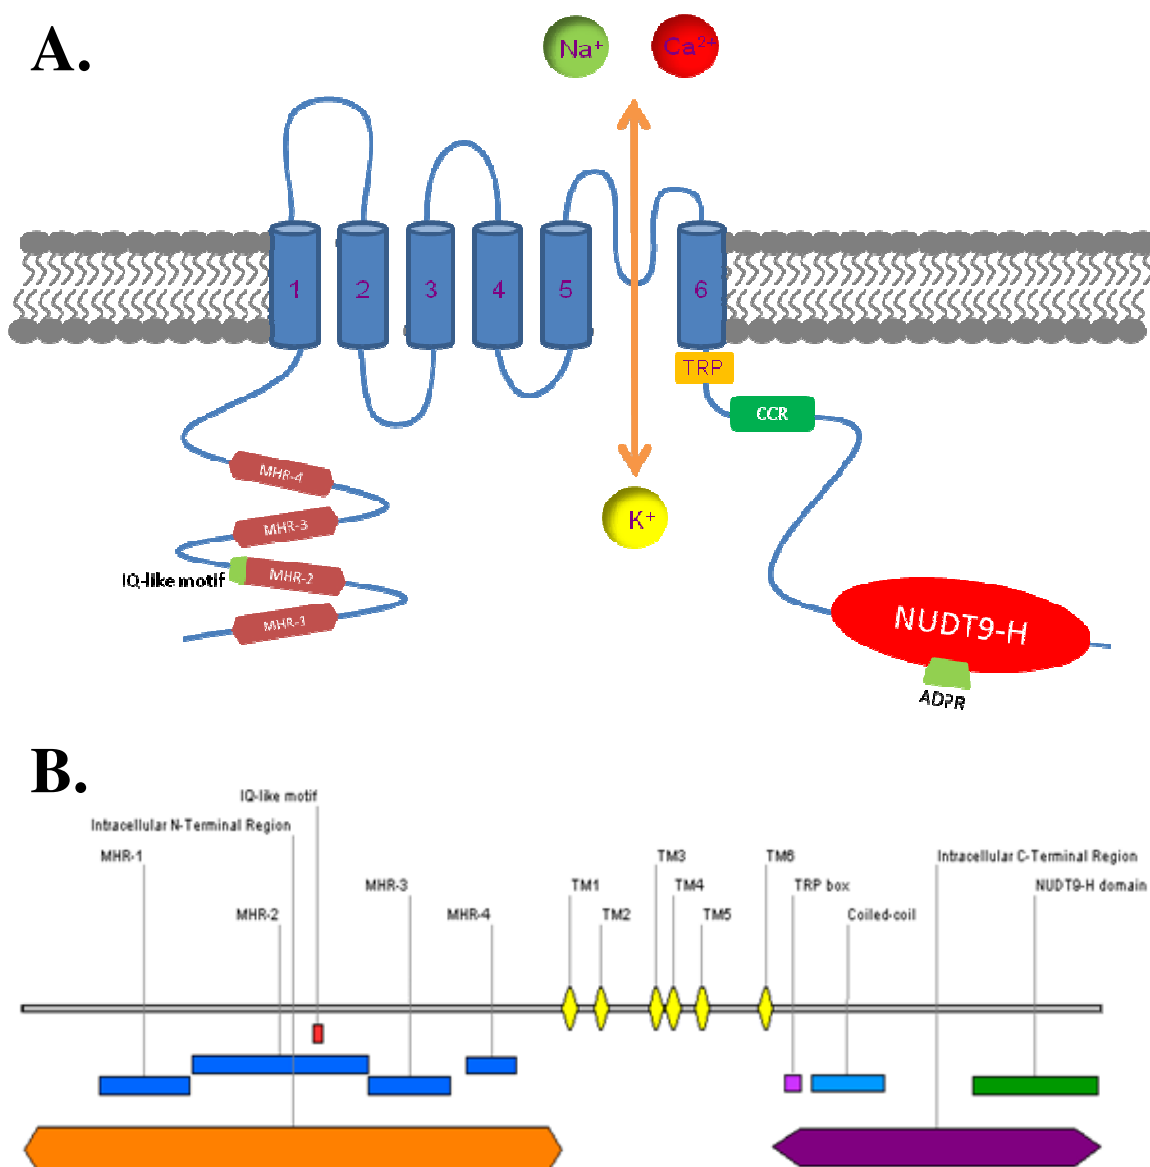 A.
Na⁺ Ca²⁺
1 2 3 4 5 6
TRP
CCR
MHR-4
MHR-3
K⁺
IQ-like motif MHR-2
MHR-3
NUDT9-H
ADPR
B.
IQ-like motif
Intracellular N-Terminal Region
MHR-1 TM3 TM6 Intracellular C-Terminal Region
MHR-3 TM1 TM4 TRP box NUDT9-H domain
MHR-2 MHR-4 TM2 TM5 Coiled-coil